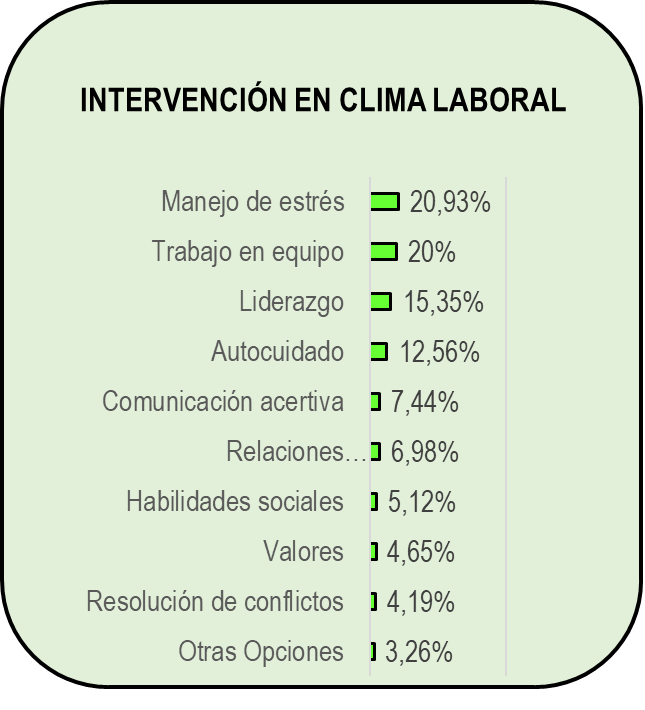 INTERVENCIÓN EN CLIMA LABORAL
Manejo de estrés 20,93%
Trabajo en equipo 20%
Liderazgo 15,35%
Autocuidado 12,56%
Comunicación acertiva 7,44%
Relaciones… 6,98%
Habilidades sociales 5,12%
Valores 4,65%
Resolución de conflictos 4,19%
Otras Opciones 3,26%